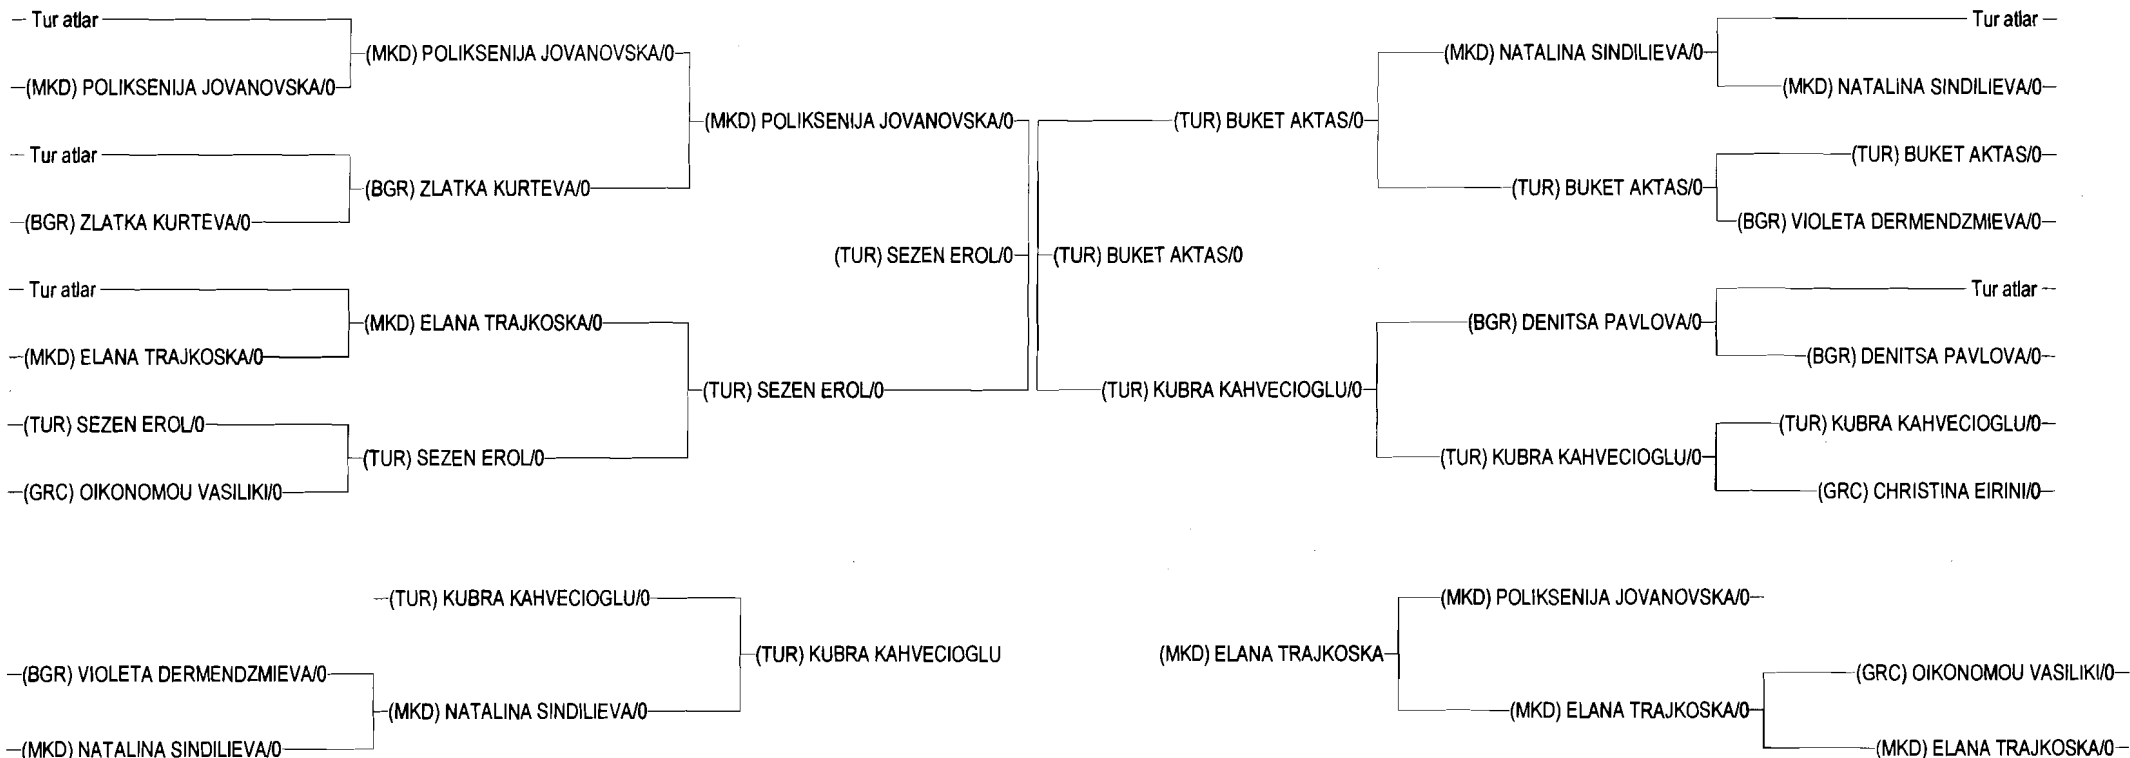 Tur atlar
(MKD) POLIKSENIJA JOVANOVSKA/0
Tur atlar
(BGR) ZLATKA KURTEVA/0
Tur atlar
(MKD) ELANA TRAJKOSKA/0
(TUR) SEZEN EROL/0
(GRC) OIKONOMOU VASILIKI/0
(MKD) POLIKSENIJA JOVANOVSKA/0
(BGR) ZLATKA KURTEVA/0
(MKD) ELANA TRAJKOSKA/0
(TUR) SEZEN EROL/0
(MKD) POLIKSENIJA JOVANOVSKA/0
(TUR) SEZEN EROL/0
(TUR) SEZEN EROL/0
(TUR) BUKET AKTAS/0
(TUR) BUKET AKTAS/0
(TUR) KUBRA KAHVECIOGLU/0
(MKD) NATALINA SINDILIEVA/0
(TUR) BUKET AKTAS/0
(BGR) DENITSA PAVLOVA/0
(TUR) KUBRA KAHVECIOGLU/0
Tur atlar
(MKD) NATALINA SINDILIEVA/0
(TUR) BUKET AKTAS/0
(BGR) VIOLETA DERMENDZMIEVA/0
Tur atlar
(BGR) DENITSA PAVLOVA/0
(TUR) KUBRA KAHVECIOGLU/0
(GRC) CHRISTINA EIRINI/0
(TUR) KUBRA KAHVECIOGLU/0
(BGR) VIOLETA DERMENDZMIEVA/0
(MKD) NATALINA SINDILIEVA/0
(MKD) NATALINA SINDILIEVA/0
(TUR) KUBRA KAHVECIOGLU
(MKD) ELANA TRAJKOSKA
(MKD) POLIKSENIJA JOVANOVSKA/0
(MKD) ELANA TRAJKOSKA/0
(GRC) OIKONOMOU VASILIKI/0
(MKD) ELANA TRAJKOSKA/0